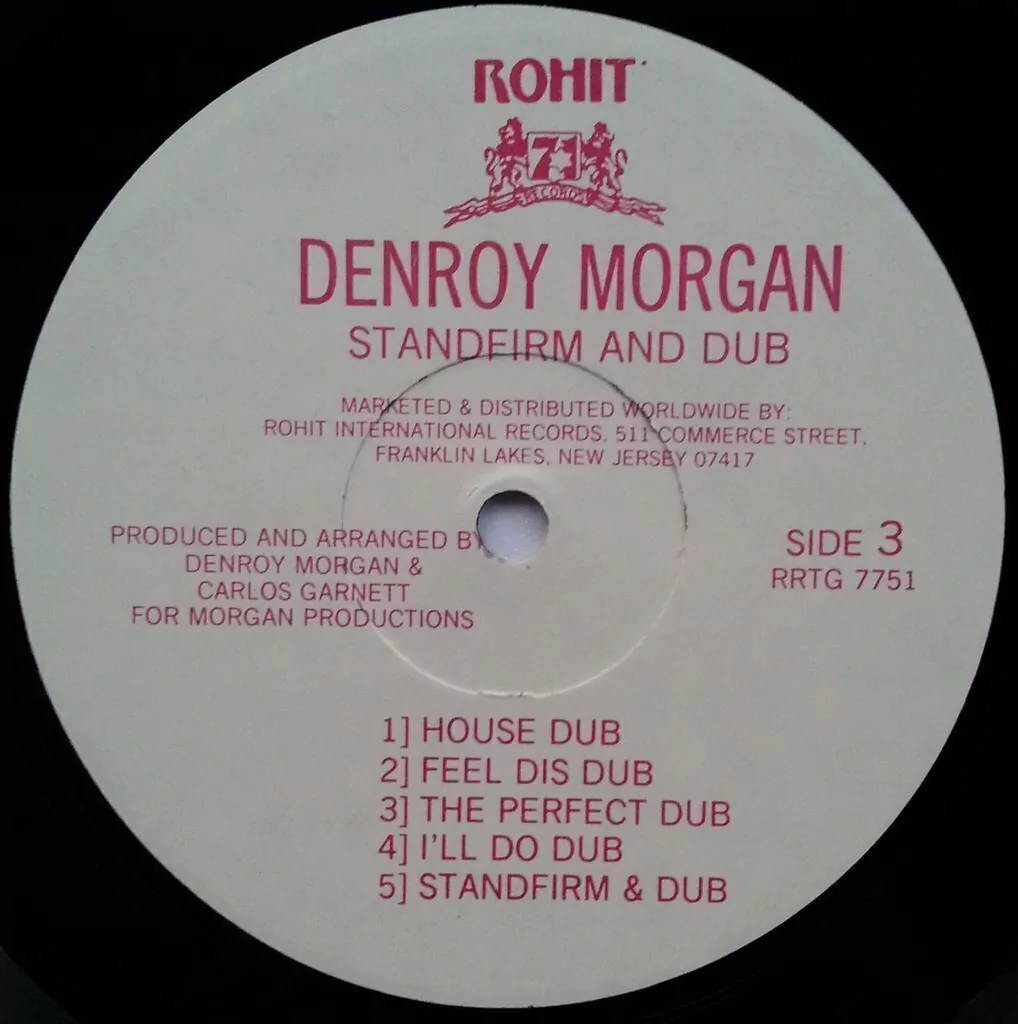 ROHIT
71
RECORDS
DENROY MORGAN
STANDFIRM AND DUB
MARKETED & DISTRIBUTED WORLDWIDE BY:
ROHIT INTERNATIONAL RECORDS, 511 COMMERCE STREET,
FRANKLIN LAKES, NEW JERSEY 07417
PRODUCED AND ARRANGED BY
DENROY MORGAN &
CARLOS GARNETT
FOR MORGAN PRODUCTIONS
SIDE 3
RRTG 7751
1] HOUSE DUB
2] FEEL DIS DUB
3] THE PERFECT DUB
4] I'LL DO DUB
5] STANDFIRM & DUB